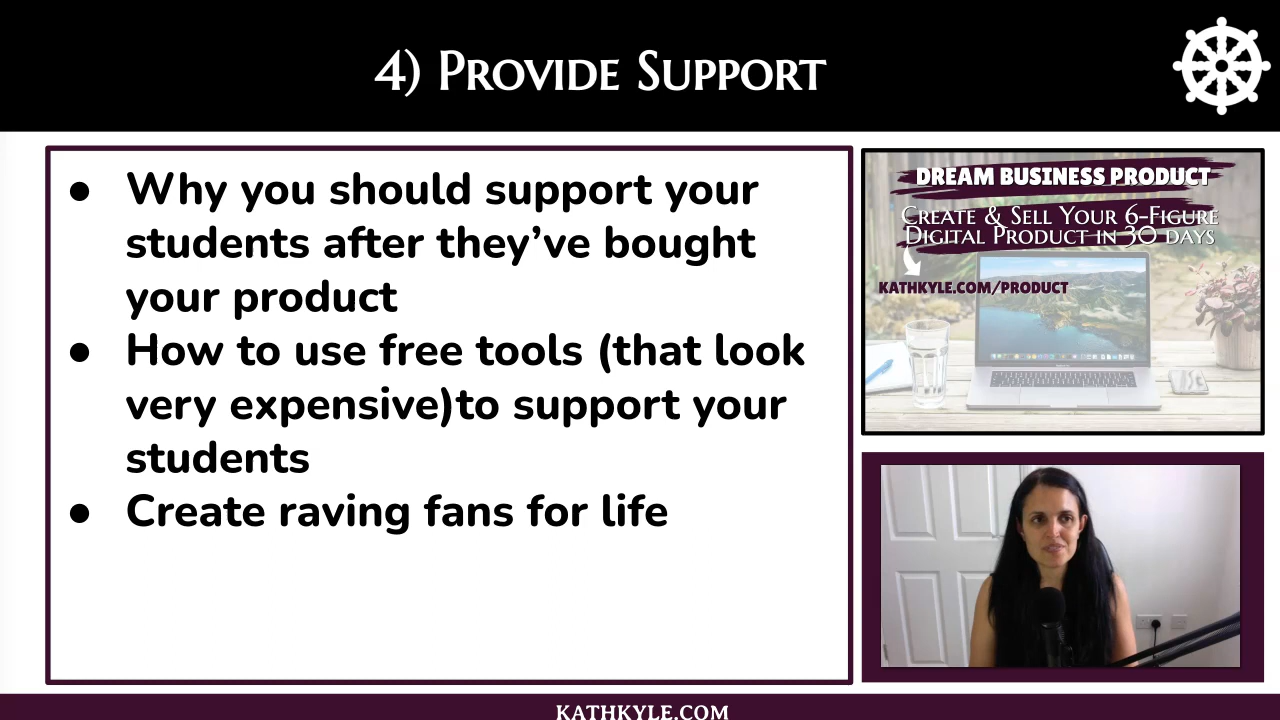 4) Provide Support
● Why you should support your
students after they’ve bought
your product
● How to use free tools (that look
very expensive)to support your
students
● Create raving fans for life
DREAM BUSINESS PRODUCT
Create & Sell Your 6-Figure
Digital Product in 30 days
KATHKYLE.COM/PRODUCT
KATHKYLE.COM